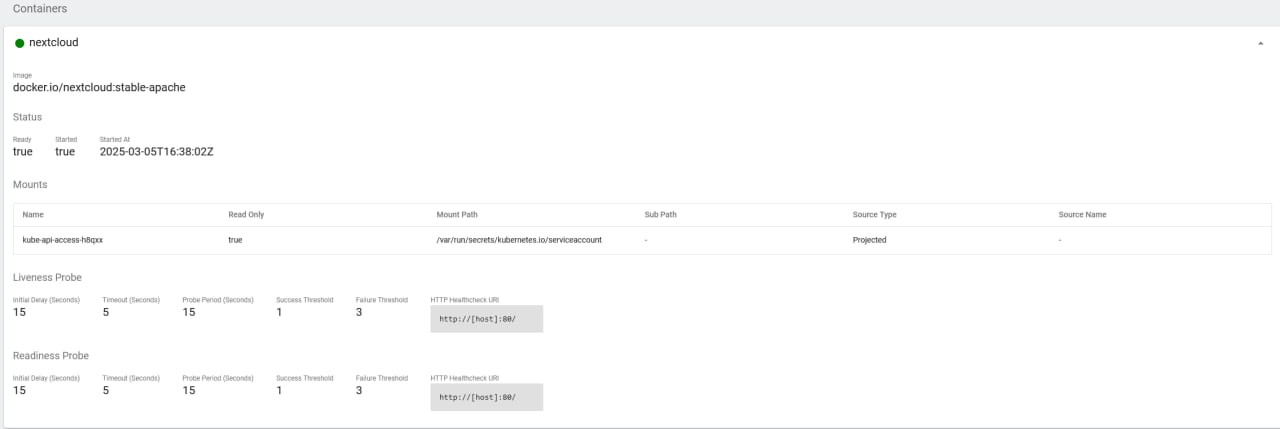 Containers
nextcloud
Image
docker.io/nextcloud:stable-apache
Status
Ready Started Started At
true true 2025-03-05T16:38:02Z
Mounts
Name Read Only Mount Path Sub Path Source Type Source Name
kube-api-access-h8qxx true /var/run/secrets/kubernetes.io/serviceaccount - Projected -
Liveness Probe
Initial Delay (Seconds) Timeout (Seconds) Probe Period (Seconds) Success Threshold Failure Threshold HTTP Healthcheck URI
15 5 15 1 3 http://[host]:80/
Readiness Probe
Initial Delay (Seconds) Timeout (Seconds) Probe Period (Seconds) Success Threshold Failure Threshold HTTP Healthcheck URI
15 5 15 1 3 http://[host]:80/